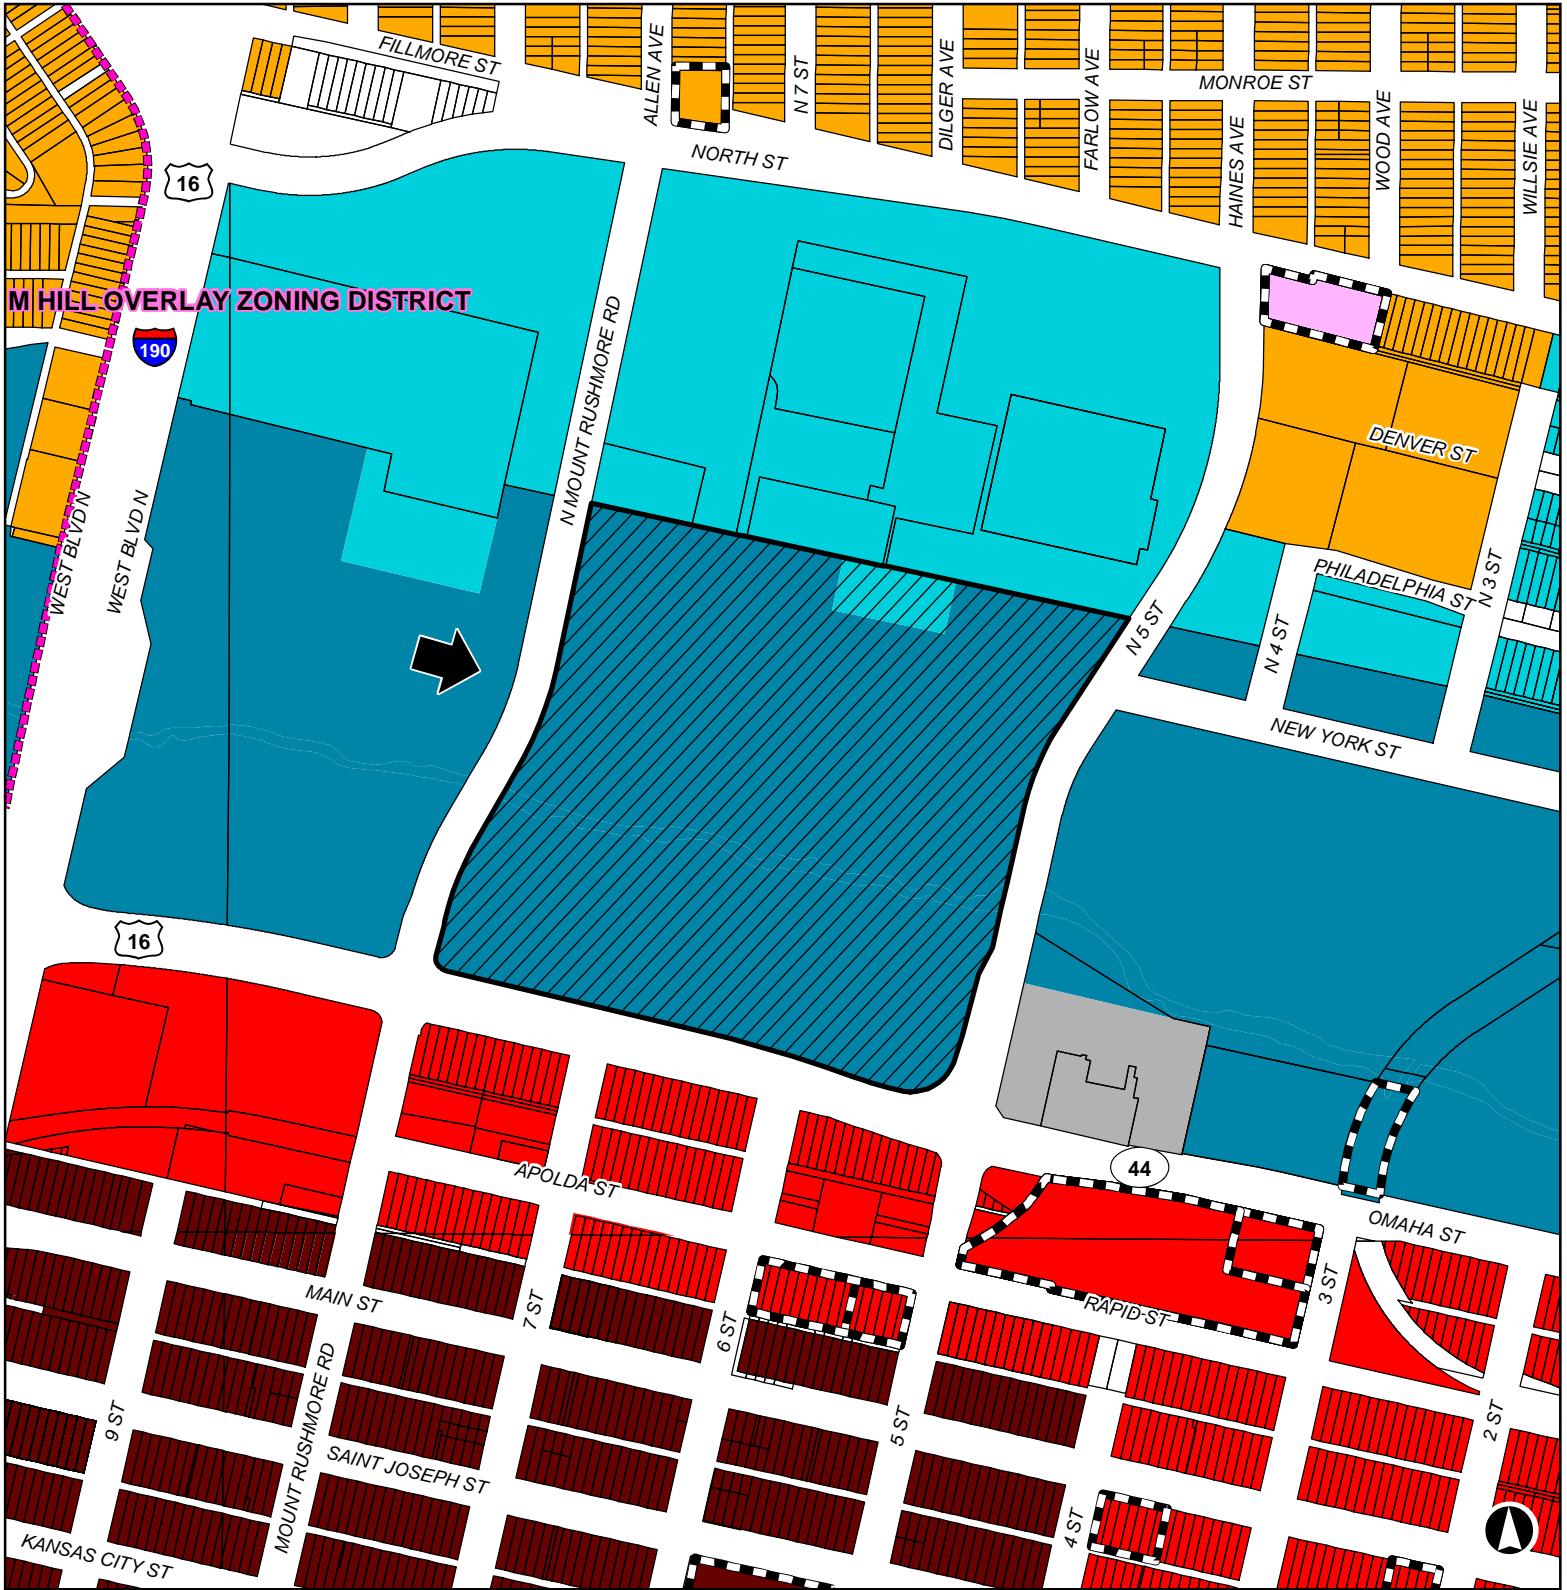 FILLMORE ST
ALLEN AVE
N 7 ST
DILGER AVE
FARLOW AVE
MONROE ST
HAINES AVE
WOOD AVE
WILLSIE AVE
NORTH ST
16
M HILL OVERLAY ZONING DISTRICT
190
N MOUNT RUSHMORE RD
DENVER ST
WEST BLVD N
WEST BLVD N
PHILADELPHIA ST
N 3 ST
N 5 ST
N 4 ST
NEW YORK ST
16
44
APOLDA ST
OMAHA ST
MAIN ST
7 ST
6 ST
RAPID ST
3 ST
9 ST
MOUNT RUSHMORE RD
5 ST
2 ST
SAINT JOSEPH ST
4 ST
KANSAS CITY ST